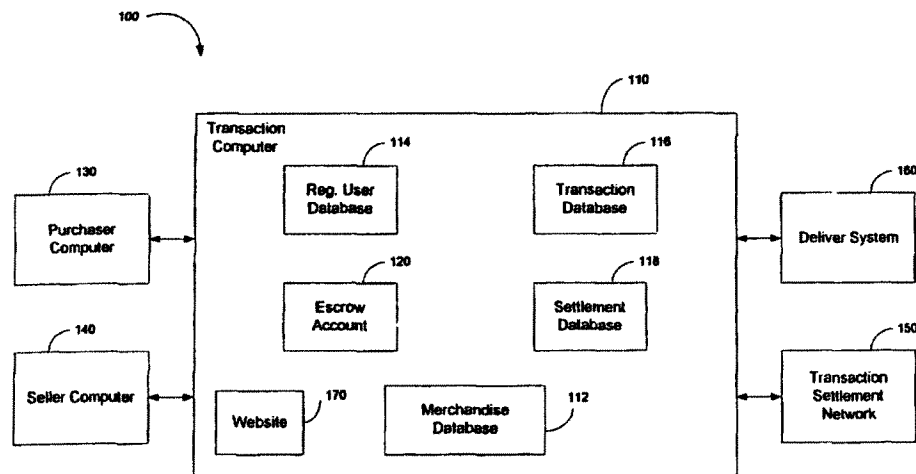 100
110
Transaction
Computer
114
Reg. User
Database
116
Transaction
Database
130
Purchaser
Computer
160
Deliver System
120
Escrow
Account
118
Settlement
Database
140
Seller Computer
150
Transaction
Settlement
Network
170
Website
112
Merchandise
Database